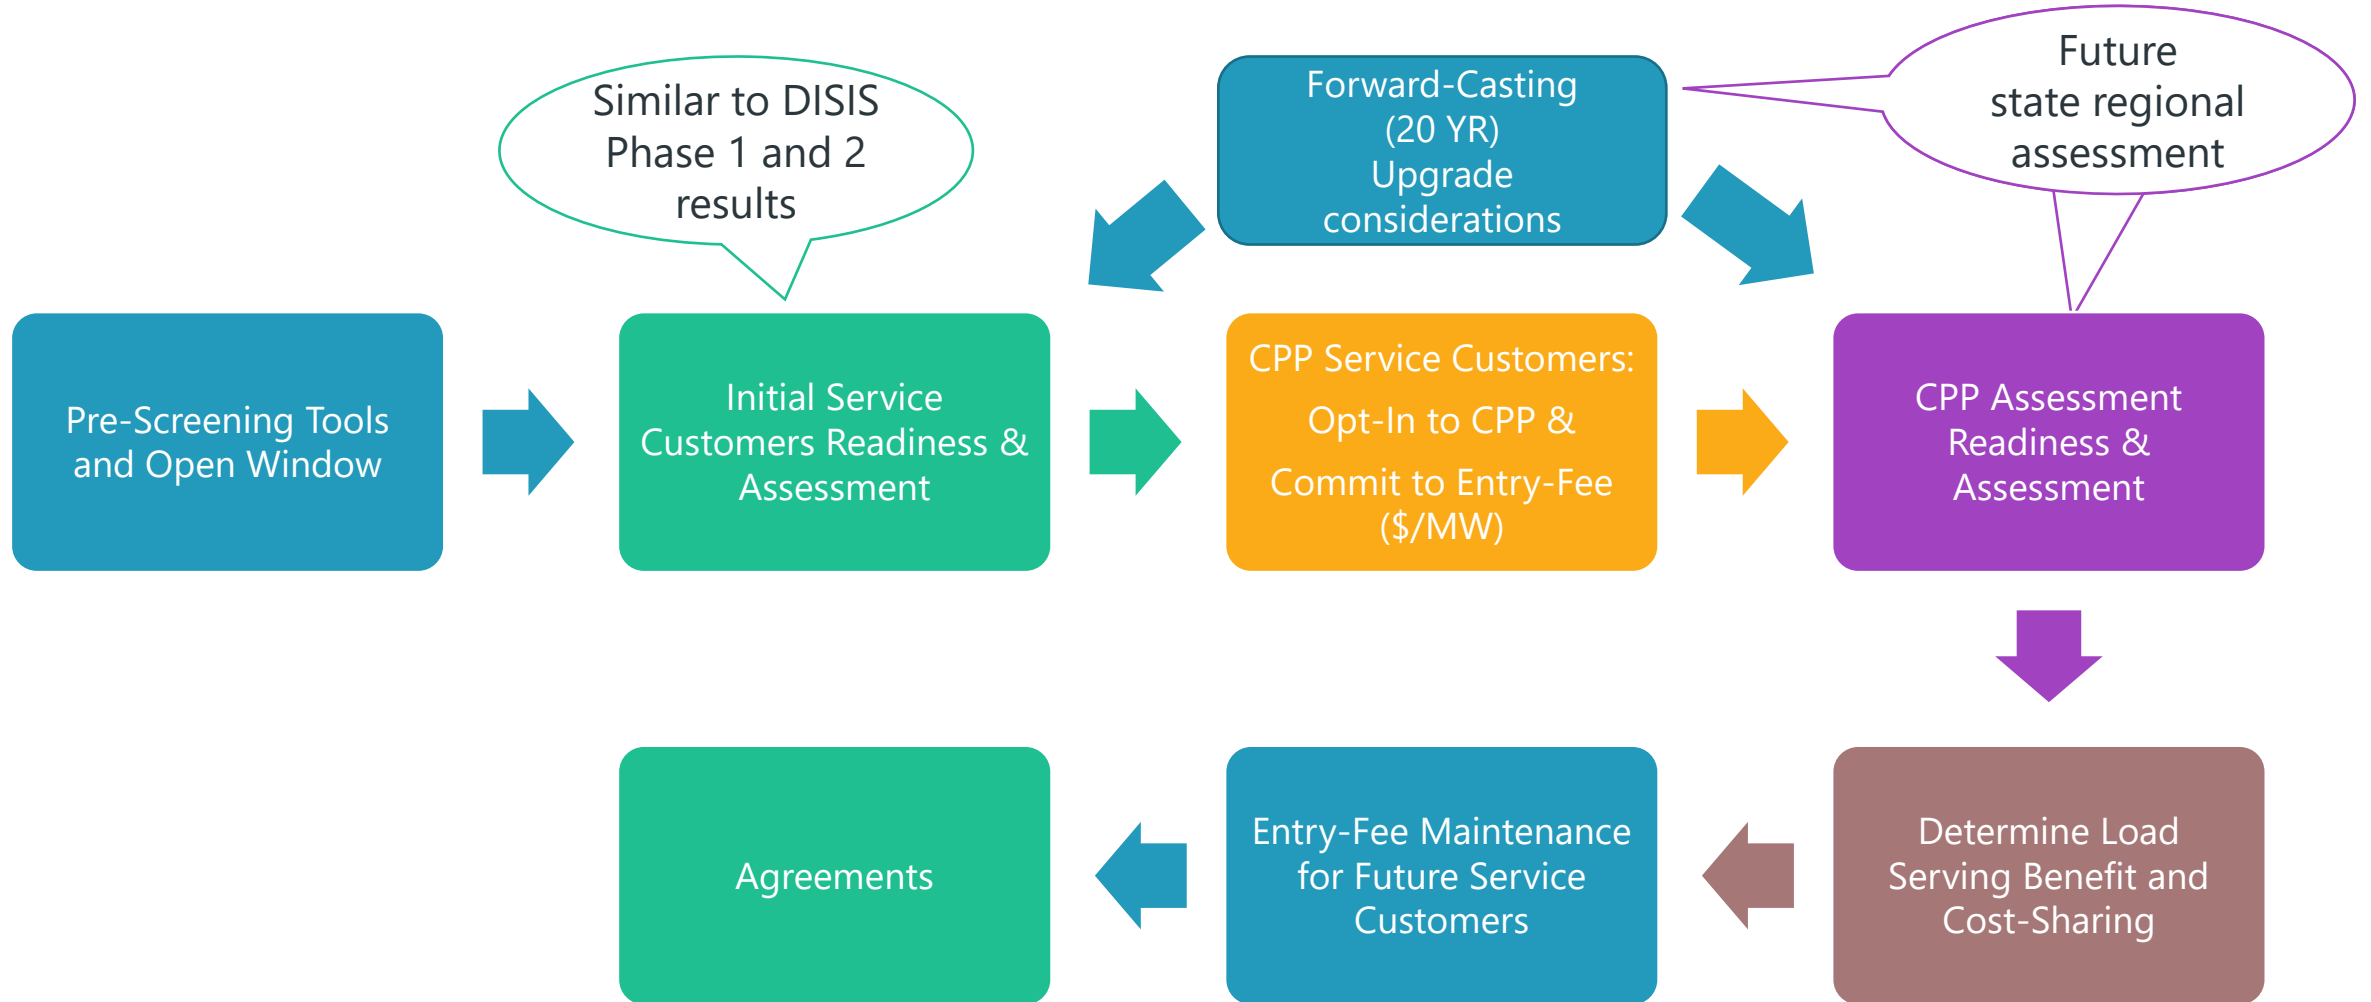 Similar to DISIS
Phase 1 and 2
results
Forward-Casting
(20 YR)
Upgrade
considerations
Future
state regional
assessment
Pre-Screening Tools
and Open Window
Initial Service
Customers Readiness &
Assessment
CPP Service Customers:
Opt-In to CPP &
Commit to Entry-Fee
($/MW)
CPP Assessment
Readiness &
Assessment
Agreements
Entry-Fee Maintenance
for Future Service
Customers
Determine Load
Serving Benefit and
Cost-Sharing